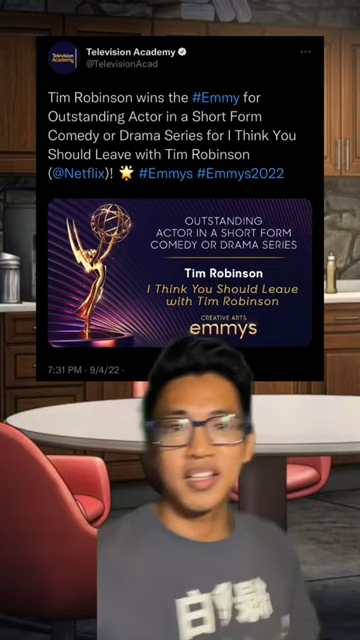 Television Academy
@TelevisionAcad
Tim Robinson wins the #Emmy for
Outstanding Actor in a Short Form
Comedy or Drama Series for I Think You
Should Leave with Tim Robinson
(@Netflix)! 🌟 #Emmys #Emmys2022
OUTSTANDING
ACTOR IN A SHORT FORM
COMEDY OR DRAMA SERIES
Tim Robinson
I Think You Should Leave
with Tim Robinson
CREATIVE ARTS
emmys
7:31 PM · 9/4/22 ·